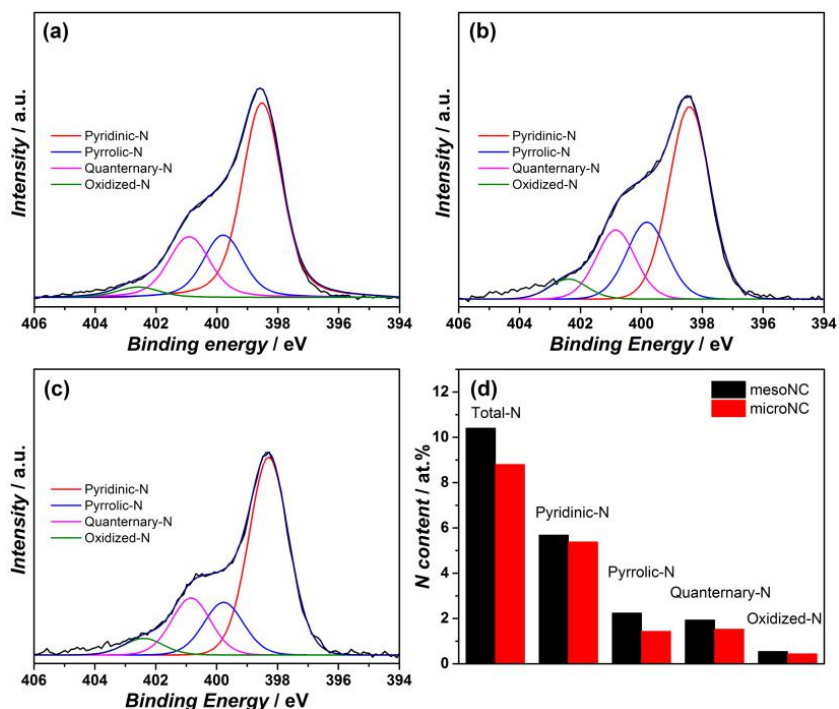 (a)
Intensity / a.u.
Pyridinic-N
Pyrrolic-N
Quanternary-N
Oxidized-N
406 404 402 400 398 396 394
Binding energy / eV
(b)
Intensity / a.u.
Pyridinic-N
Pyrrolic-N
Quanternary-N
Oxidized-N
406 404 402 400 398 396 394
Binding Energy / eV
(c)
Intensity / a.u.
Pyridinic-N
Pyrrolic-N
Quanternary-N
Oxidized-N
406 404 402 400 398 396 394
Binding Energy / eV
(d)
N content / at.%
12
10
8
6
4
2
0
mesoNC
microNC
Total-N
Pyridinic-N
Pyrrolic-N
Quanternary-N
Oxidized-N